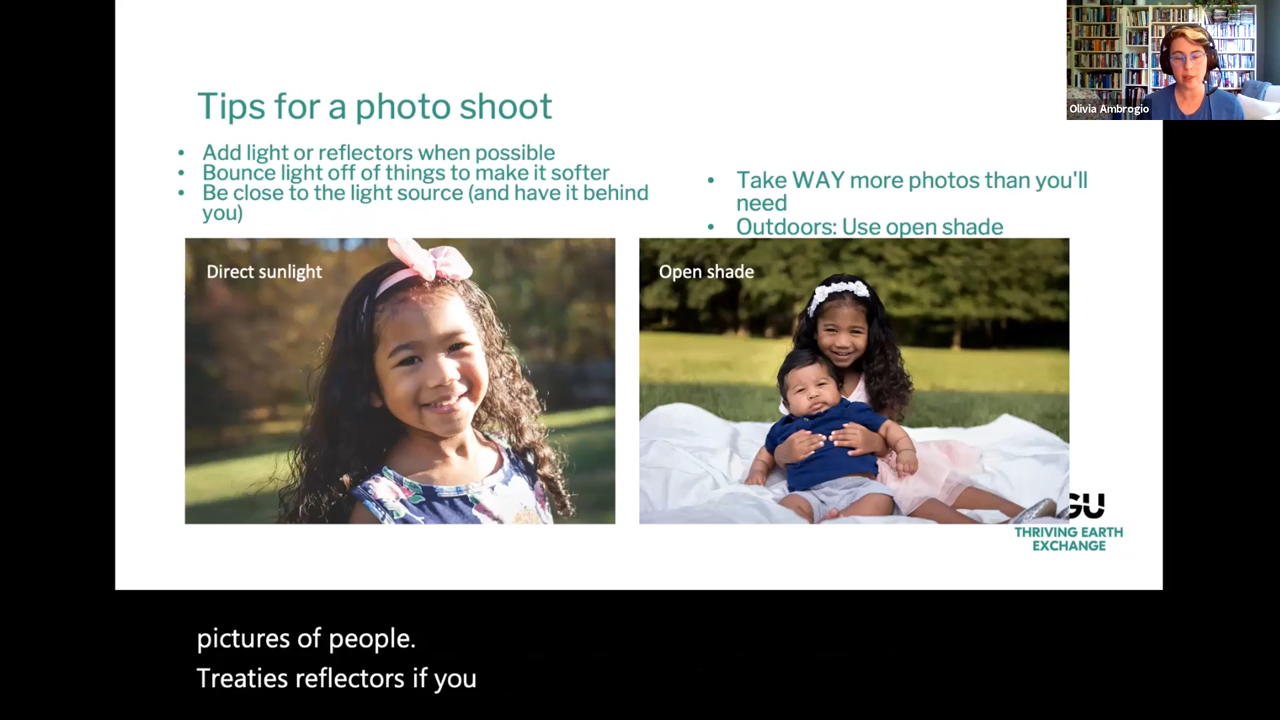 Olivia Ambrogio
Tips for a photo shoot
• Add light or reflectors when possible
• Bounce light off of things to make it softer
• Be close to the light source (and have it behind
you)
• Take WAY more photos than you'll
need
• Outdoors: Use open shade
Direct sunlight
Open shade
GU
THRIVING EARTH
EXCHANGE
pictures of people.
Treaties reflectors if you